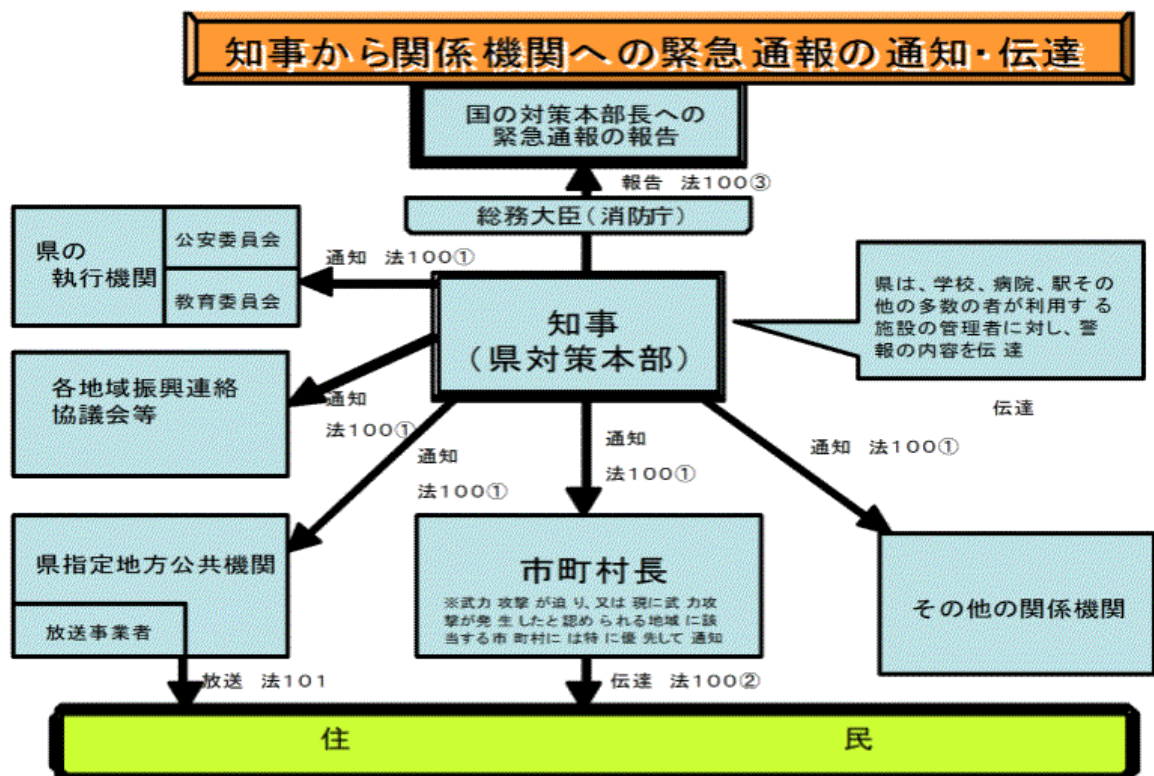 知事から関係機関への緊急通報の通知・伝達
国の対策本部長への
緊急通報の報告
報告 法100③
総務大臣(消防庁)
県の
執行機関
公安委員会
教育委員会
通知 法100①
知事
(県対策本部)
県は、学校、病院、駅その
他の多数の者が利用する
施設の管理者に対し、警
報の内容を伝達
伝達
各地域振興連絡
協議会等
通知
法100①
通知
法100①
通知
法100①
通知 法100①
県指定地方公共機関
放送事業者
市町村長
※武力攻撃が迫り、又は現に武力攻
撃が発生したと認められる地域に該
当する市町村には特に優先して通知
その他の関係機関
放送 法101
伝達 法100②
住民